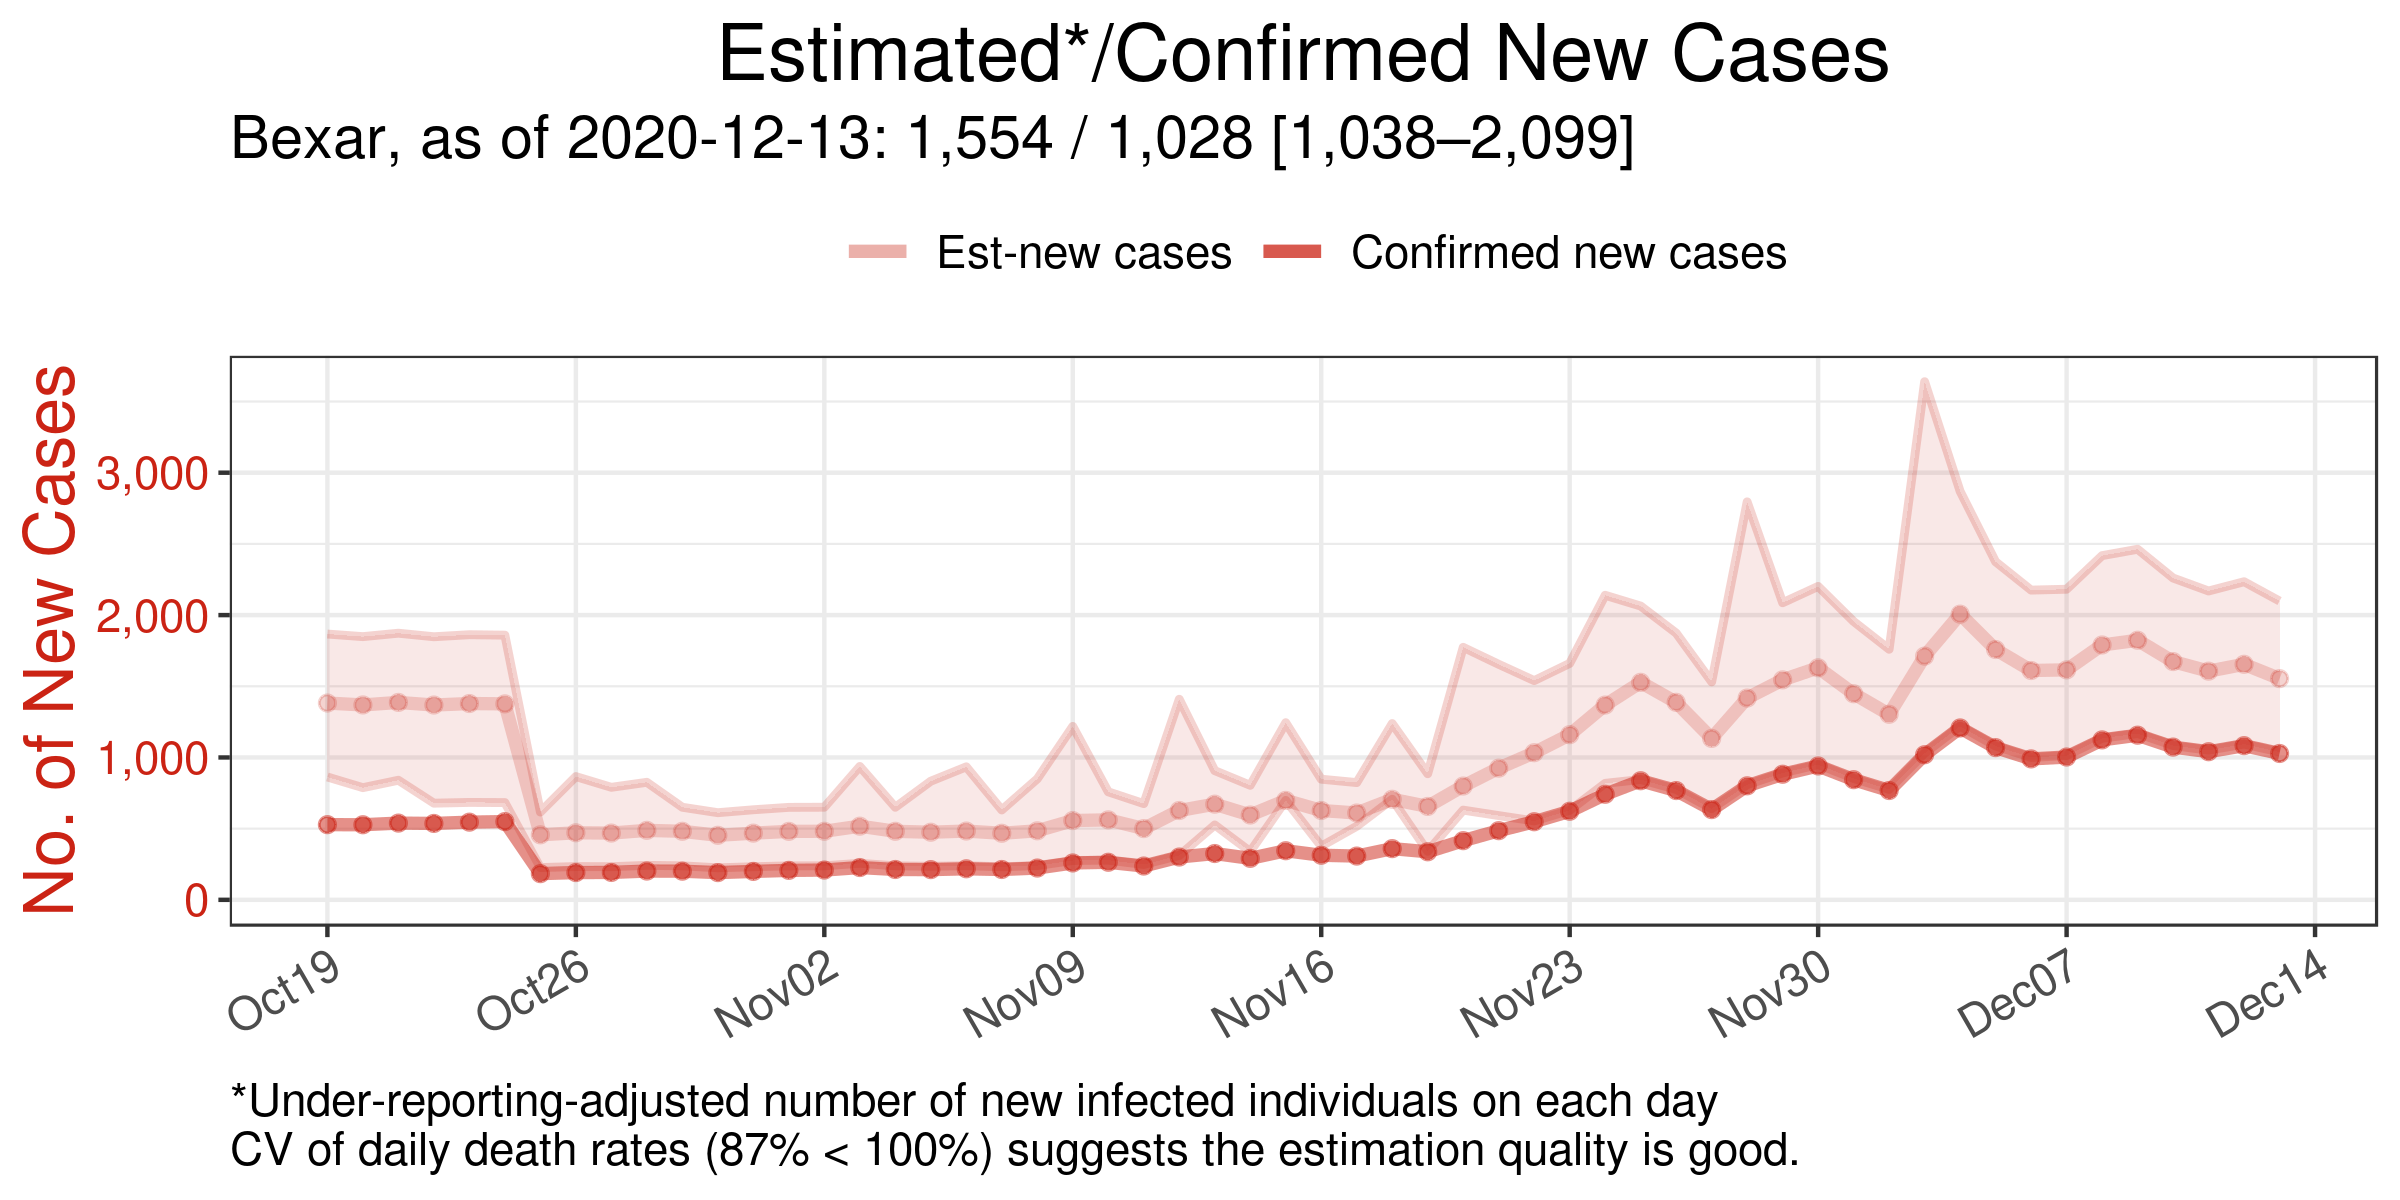 Estimated*/Confirmed New Cases
Bexar, as of 2020-12-13: 1,554 / 1,028 [1,038–2,099]
Est-new cases
Confirmed new cases
No. of New Cases
3,000
2,000
1,000
0
Oct19
Oct26
Nov02
Nov09
Nov16
Nov23
Nov30
Dec07
Dec14
*Under-reporting-adjusted number of new infected individuals on each day
CV of daily death rates (87% < 100%) suggests the estimation quality is good.